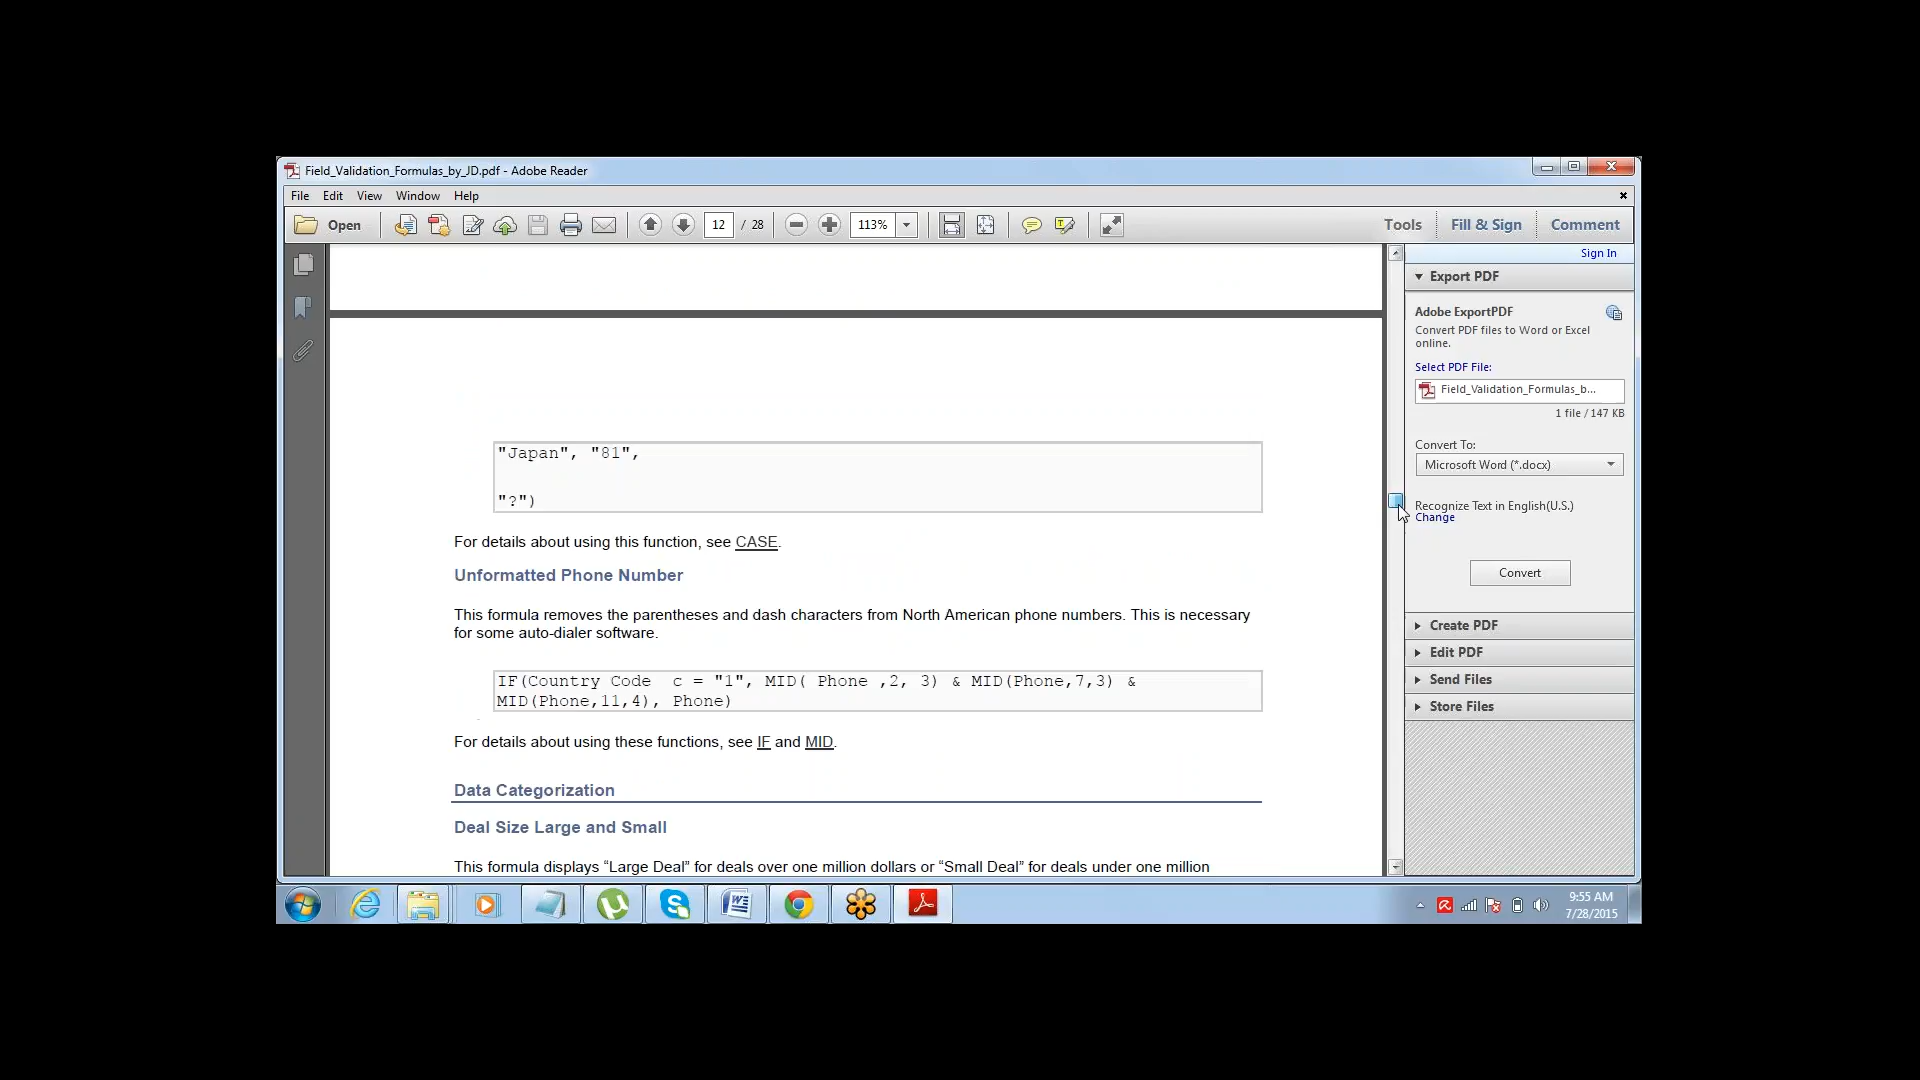 Field_Validation_Formulas_by_JD.pdf - Adobe Reader
File Edit View Window Help
Open 12 / 28 113% Tools Fill & Sign Comment
Sign In
Export PDF
Adobe ExportPDF
Convert PDF files to Word or Excel
online.
Select PDF File:
Field_Validation_Formulas_b...
1 file / 147 KB
Convert To:
Microsoft Word (*.docx)
Recognize Text in English(U.S.)
Change
Convert
Create PDF
Edit PDF
Send Files
Store Files
"Japan", "81",
"?")
For details about using this function, see CASE.
Unformatted Phone Number
This formula removes the parentheses and dash characters from North American phone numbers. This is necessary
for some auto-dialer software.
IF(Country Code  c = "1", MID( Phone ,2, 3) & MID(Phone,7,3) &
MID(Phone,11,4), Phone)
For details about using these functions, see IF and MID.
Data Categorization
Deal Size Large and Small
This formula displays “Large Deal” for deals over one million dollars or “Small Deal” for deals under one million
9:55 AM
7/28/2015